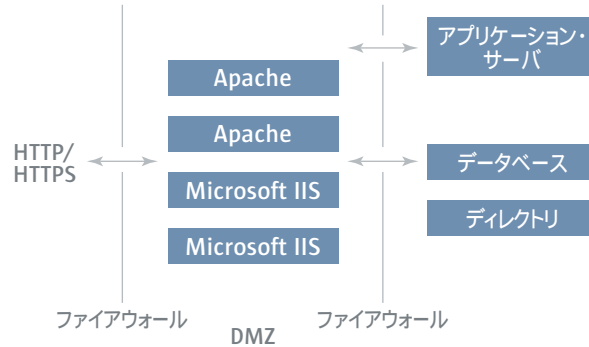 アプリケーション・
サーバ
Apache
Apache
HTTP/
HTTPS
データベース
Microsoft IIS
ディレクトリ
Microsoft IIS
ファイアウォール
ファイアウォール
DMZ